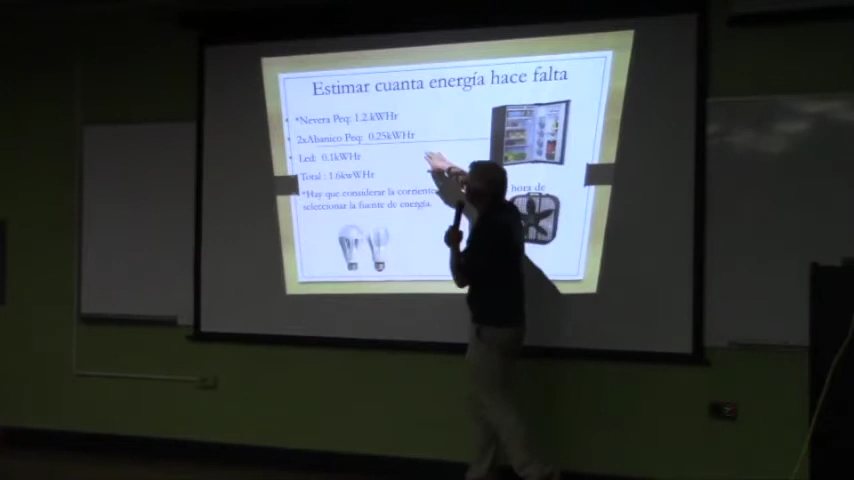 Estimar cuanta energía hace falta
*Nevera Peq: 1.2 kWHr
2xAbanico Peq: 0.25kWHr
Led: 0.1kWHr
Total : 1.6kwWHr
*Hay que considerar la corriente hora de
seleccionar la fuente de energía.